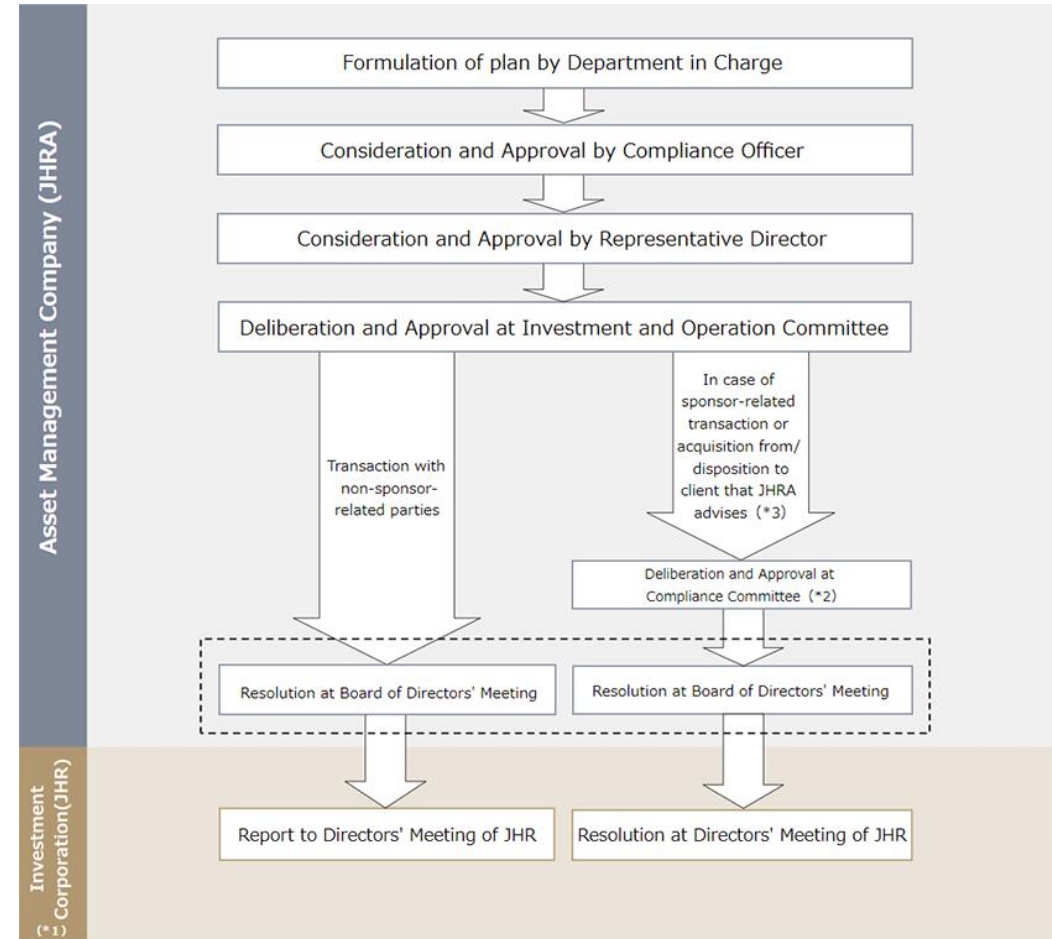 Asset Management Company (JHRA)
Formulation of plan by Department in Charge
Consideration and Approval by Compliance Officer
Consideration and Approval by Representative Director
Deliberation and Approval at Investment and Operation Committee
Transaction with
non-sponsor-
related parties
In case of
sponsor-related
transaction or
acquisition from/
disposition to
client that JHRA
advises (*3)
Deliberation and Approval at
Compliance Committee (*2)
Resolution at Board of Directors' Meeting
Resolution at Board of Directors' Meeting
Investment
Corporation(JHR)
(*1)
Report to Directors' Meeting of JHR
Resolution at Directors' Meeting of JHR